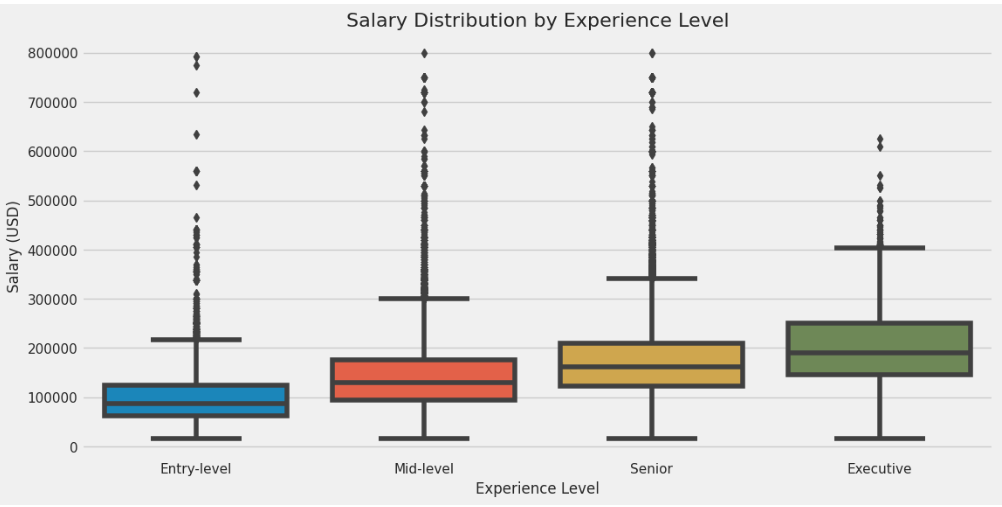 Salary Distribution by Experience Level
Salary (USD)
800000
700000
600000
500000
400000
300000
200000
100000
0
Entry-level Mid-level Senior Executive
Experience Level